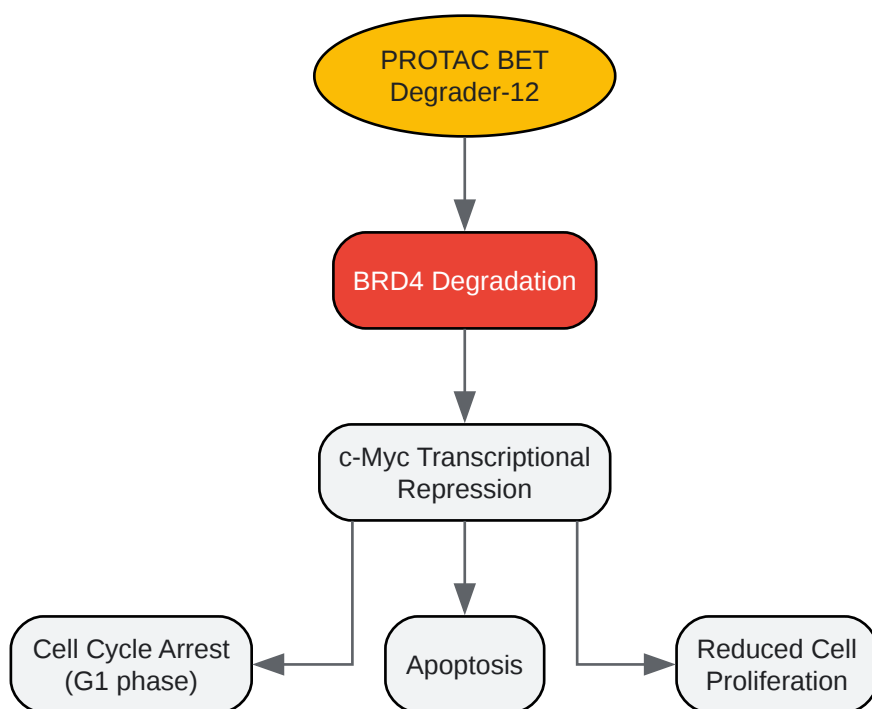 PROTAC BET
Degrader-12
BRD4 Degradation
c-Myc Transcriptional
Repression
Cell Cycle Arrest
(G1 phase)
Apoptosis
Reduced Cell
Proliferation